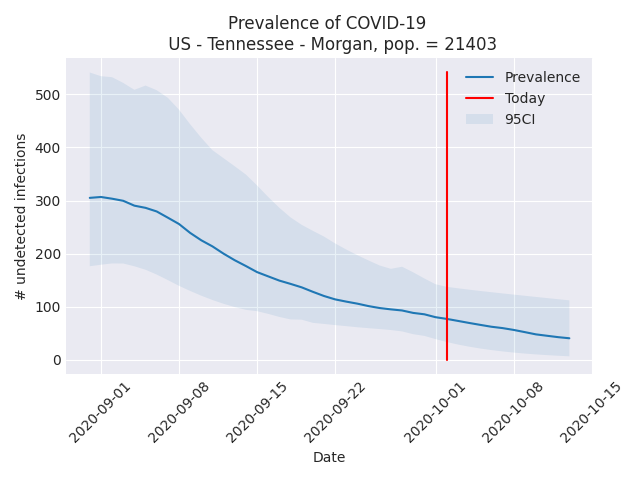 Prevalence of COVID-19
US - Tennessee - Morgan, pop. = 21403
Prevalence
Today
95CI
# undetected infections
500
400
300
200
100
0
2020-09-01
2020-09-08
2020-09-15
2020-09-22
2020-10-01
2020-10-08
2020-10-15
Date